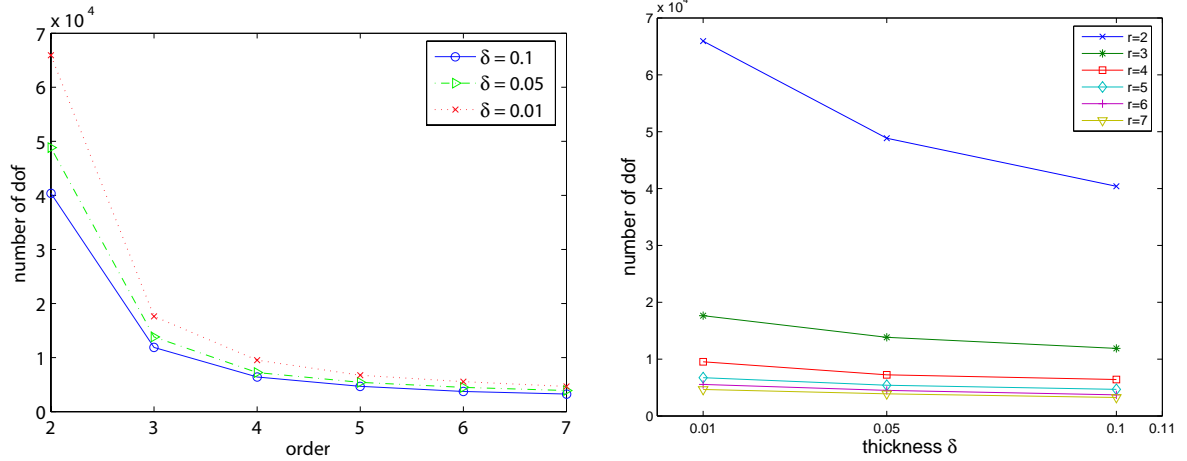 x 10^4
7
6
5
4
3
2
1
0
number of dof
2 3 4 5 6 7
order
δ = 0.1
δ = 0.05
δ = 0.01
x 10^4
7
6
5
4
3
2
1
0
number of dof
0.01 0.05 0.1 0.11
thickness δ
r=2
r=3
r=4
r=5
r=6
r=7